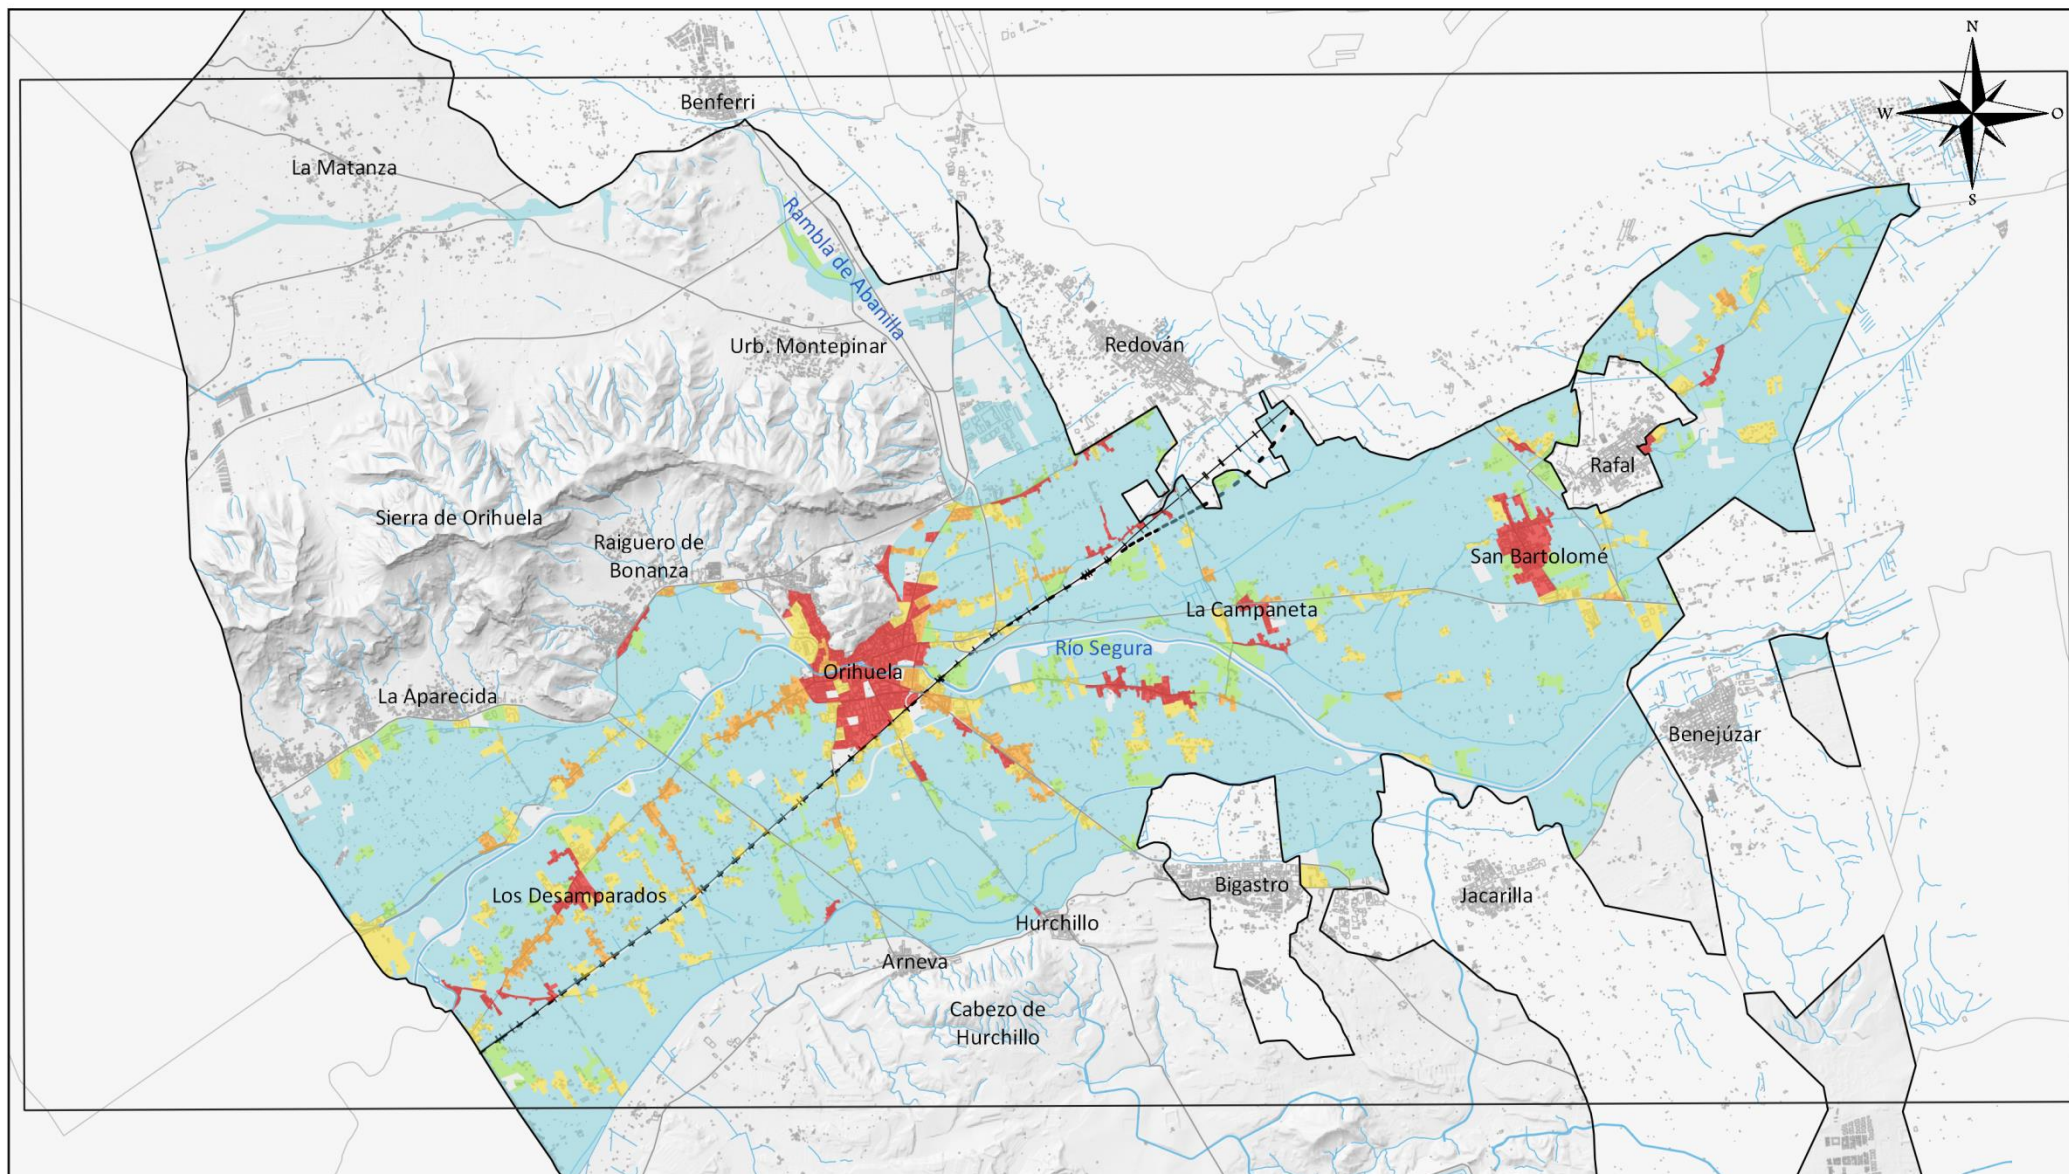 N
Benferri
W
O
La Matanza
S
Rambla de Abanilla
Urb. Montepinar
Redován
Rafal
Sierra de Orihuela
Raiguero de
Bonanza
San Bartolomé
La Campaneta
Río Segura
Orihuela
La Aparecida
Benejúzar
Los Desamparados
Bigastro
Jacarilla
Hurchillo
Arneva
Cabezo de
Hurchillo